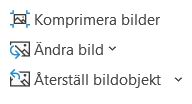 Komprimera bilder
Ändra bild
Återställ bildobjekt